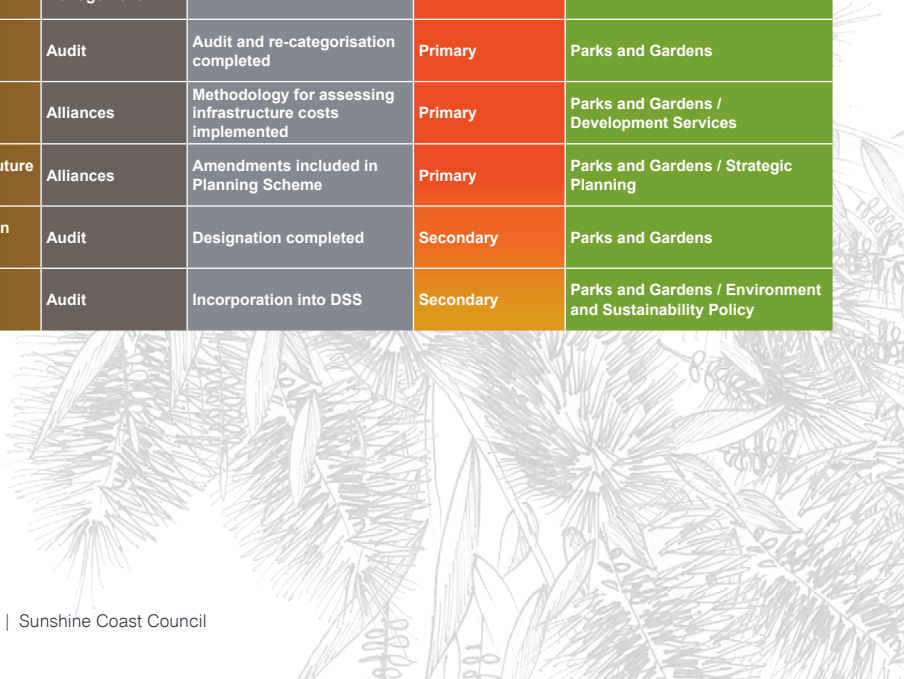 Audit
Audit and re-categorisation
completed
Primary
Parks and Gardens
Alliances
Methodology for assessing
infrastructure costs
implemented
Primary
Parks and Gardens /
Development Services
Alliances
Amendments included in
Planning Scheme
Primary
Parks and Gardens / Strategic
Planning
Audit
Designation completed
Secondary
Parks and Gardens
Audit
Incorporation into DSS
Secondary
Parks and Gardens / Environment
and Sustainability Policy
| Sunshine Coast Council